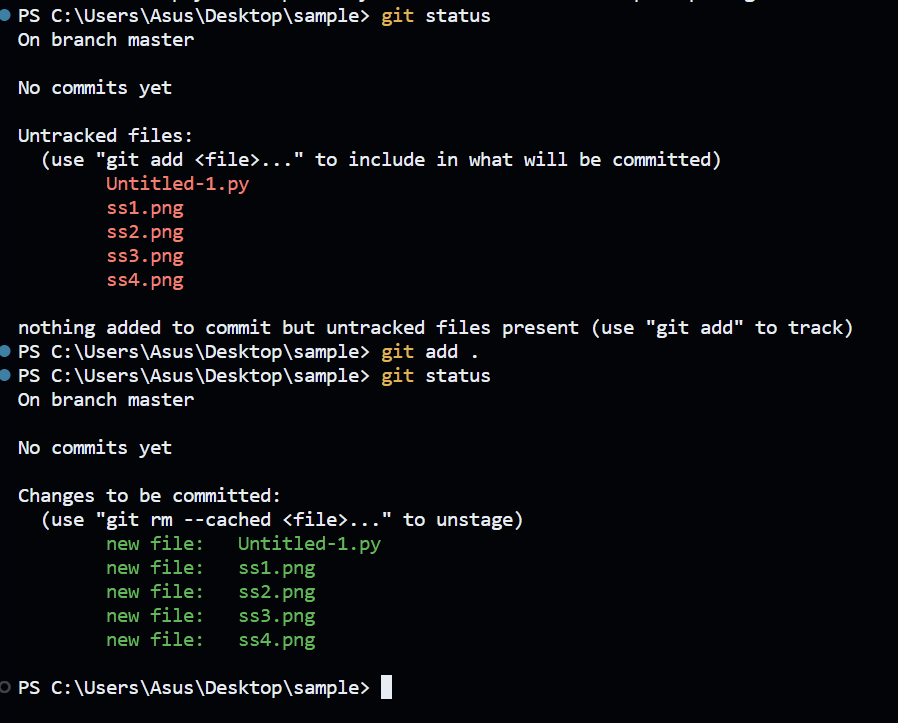 PS C:\Users\Asus\Desktop\sample> git status
On branch master
No commits yet
Untracked files:
(use "git add <file>..." to include in what will be committed)
Untitled-1.py
ss1.png
ss2.png
ss3.png
ss4.png
nothing added to commit but untracked files present (use "git add" to track)
PS C:\Users\Asus\Desktop\sample> git add .
PS C:\Users\Asus\Desktop\sample> git status
On branch master
No commits yet
Changes to be committed:
(use "git rm --cached <file>..." to unstage)
new file:   Untitled-1.py
new file:   ss1.png
new file:   ss2.png
new file:   ss3.png
new file:   ss4.png
PS C:\Users\Asus\Desktop\sample>